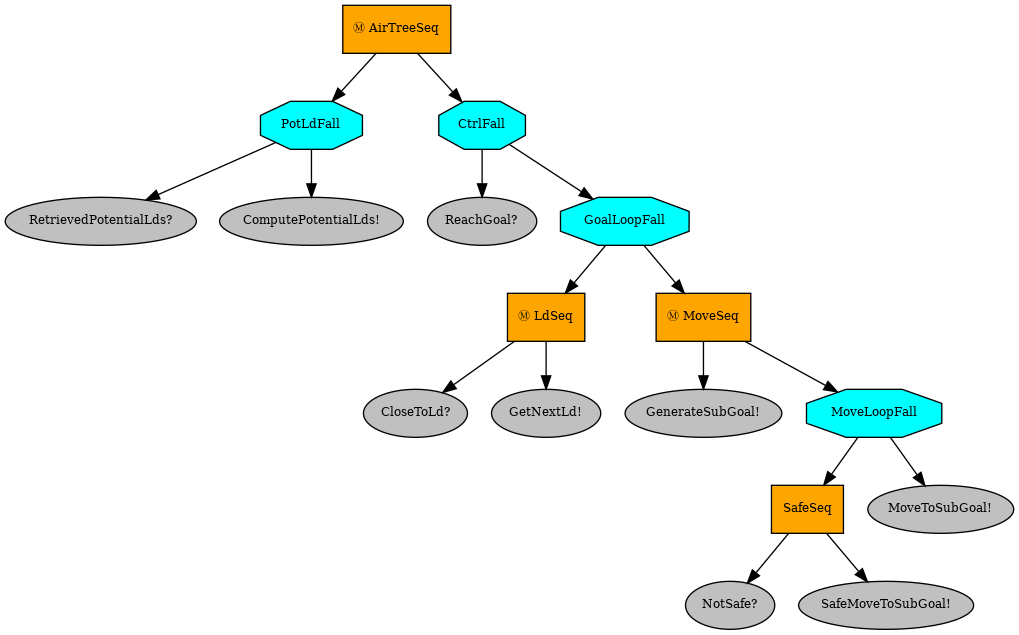 Ⓜ AirTreeSeq
PotLdFall
CtrlFall
RetrievedPotentialLds?
ComputePotentialLds!
ReachGoal?
GoalLoopFall
Ⓜ LdSeq
Ⓜ MoveSeq
CloseToLd?
GetNextLd!
GenerateSubGoal!
MoveLoopFall
SafeSeq
MoveToSubGoal!
NotSafe?
SafeMoveToSubGoal!